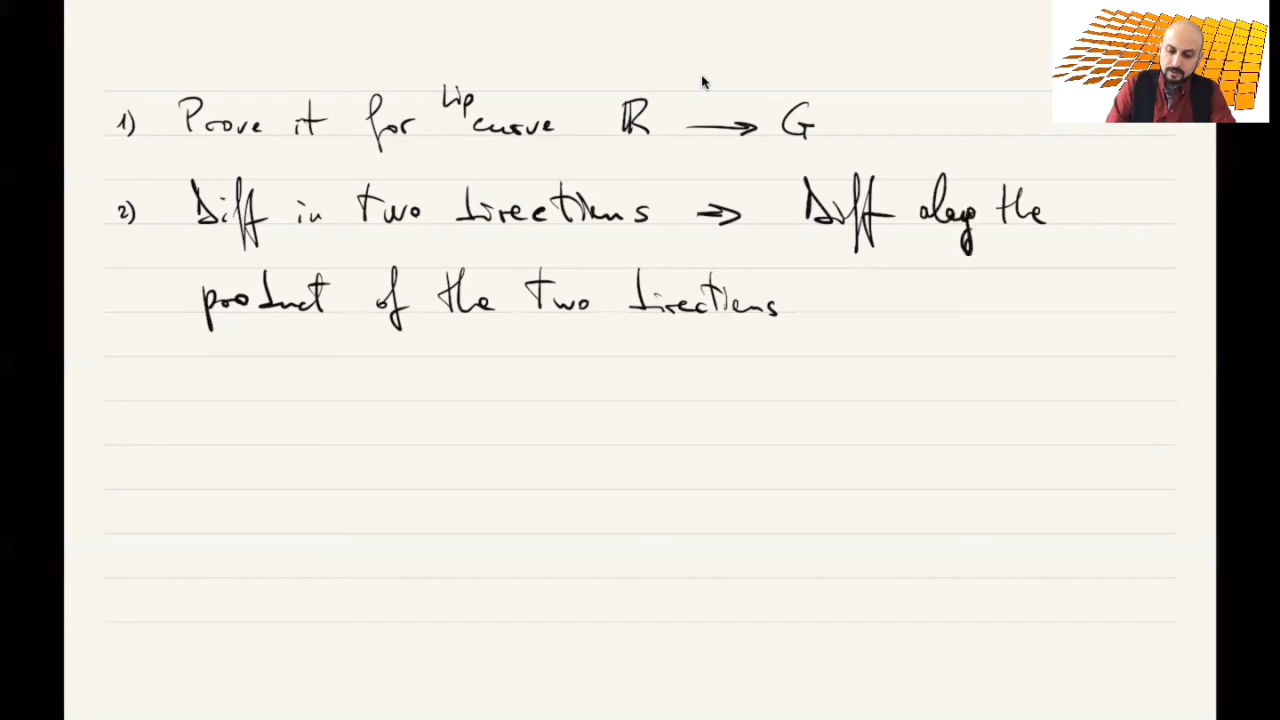 1) Prove it for Lip curve ℝ → G
2) Diff in two directions ⇒ Diff along the
product of the two directions